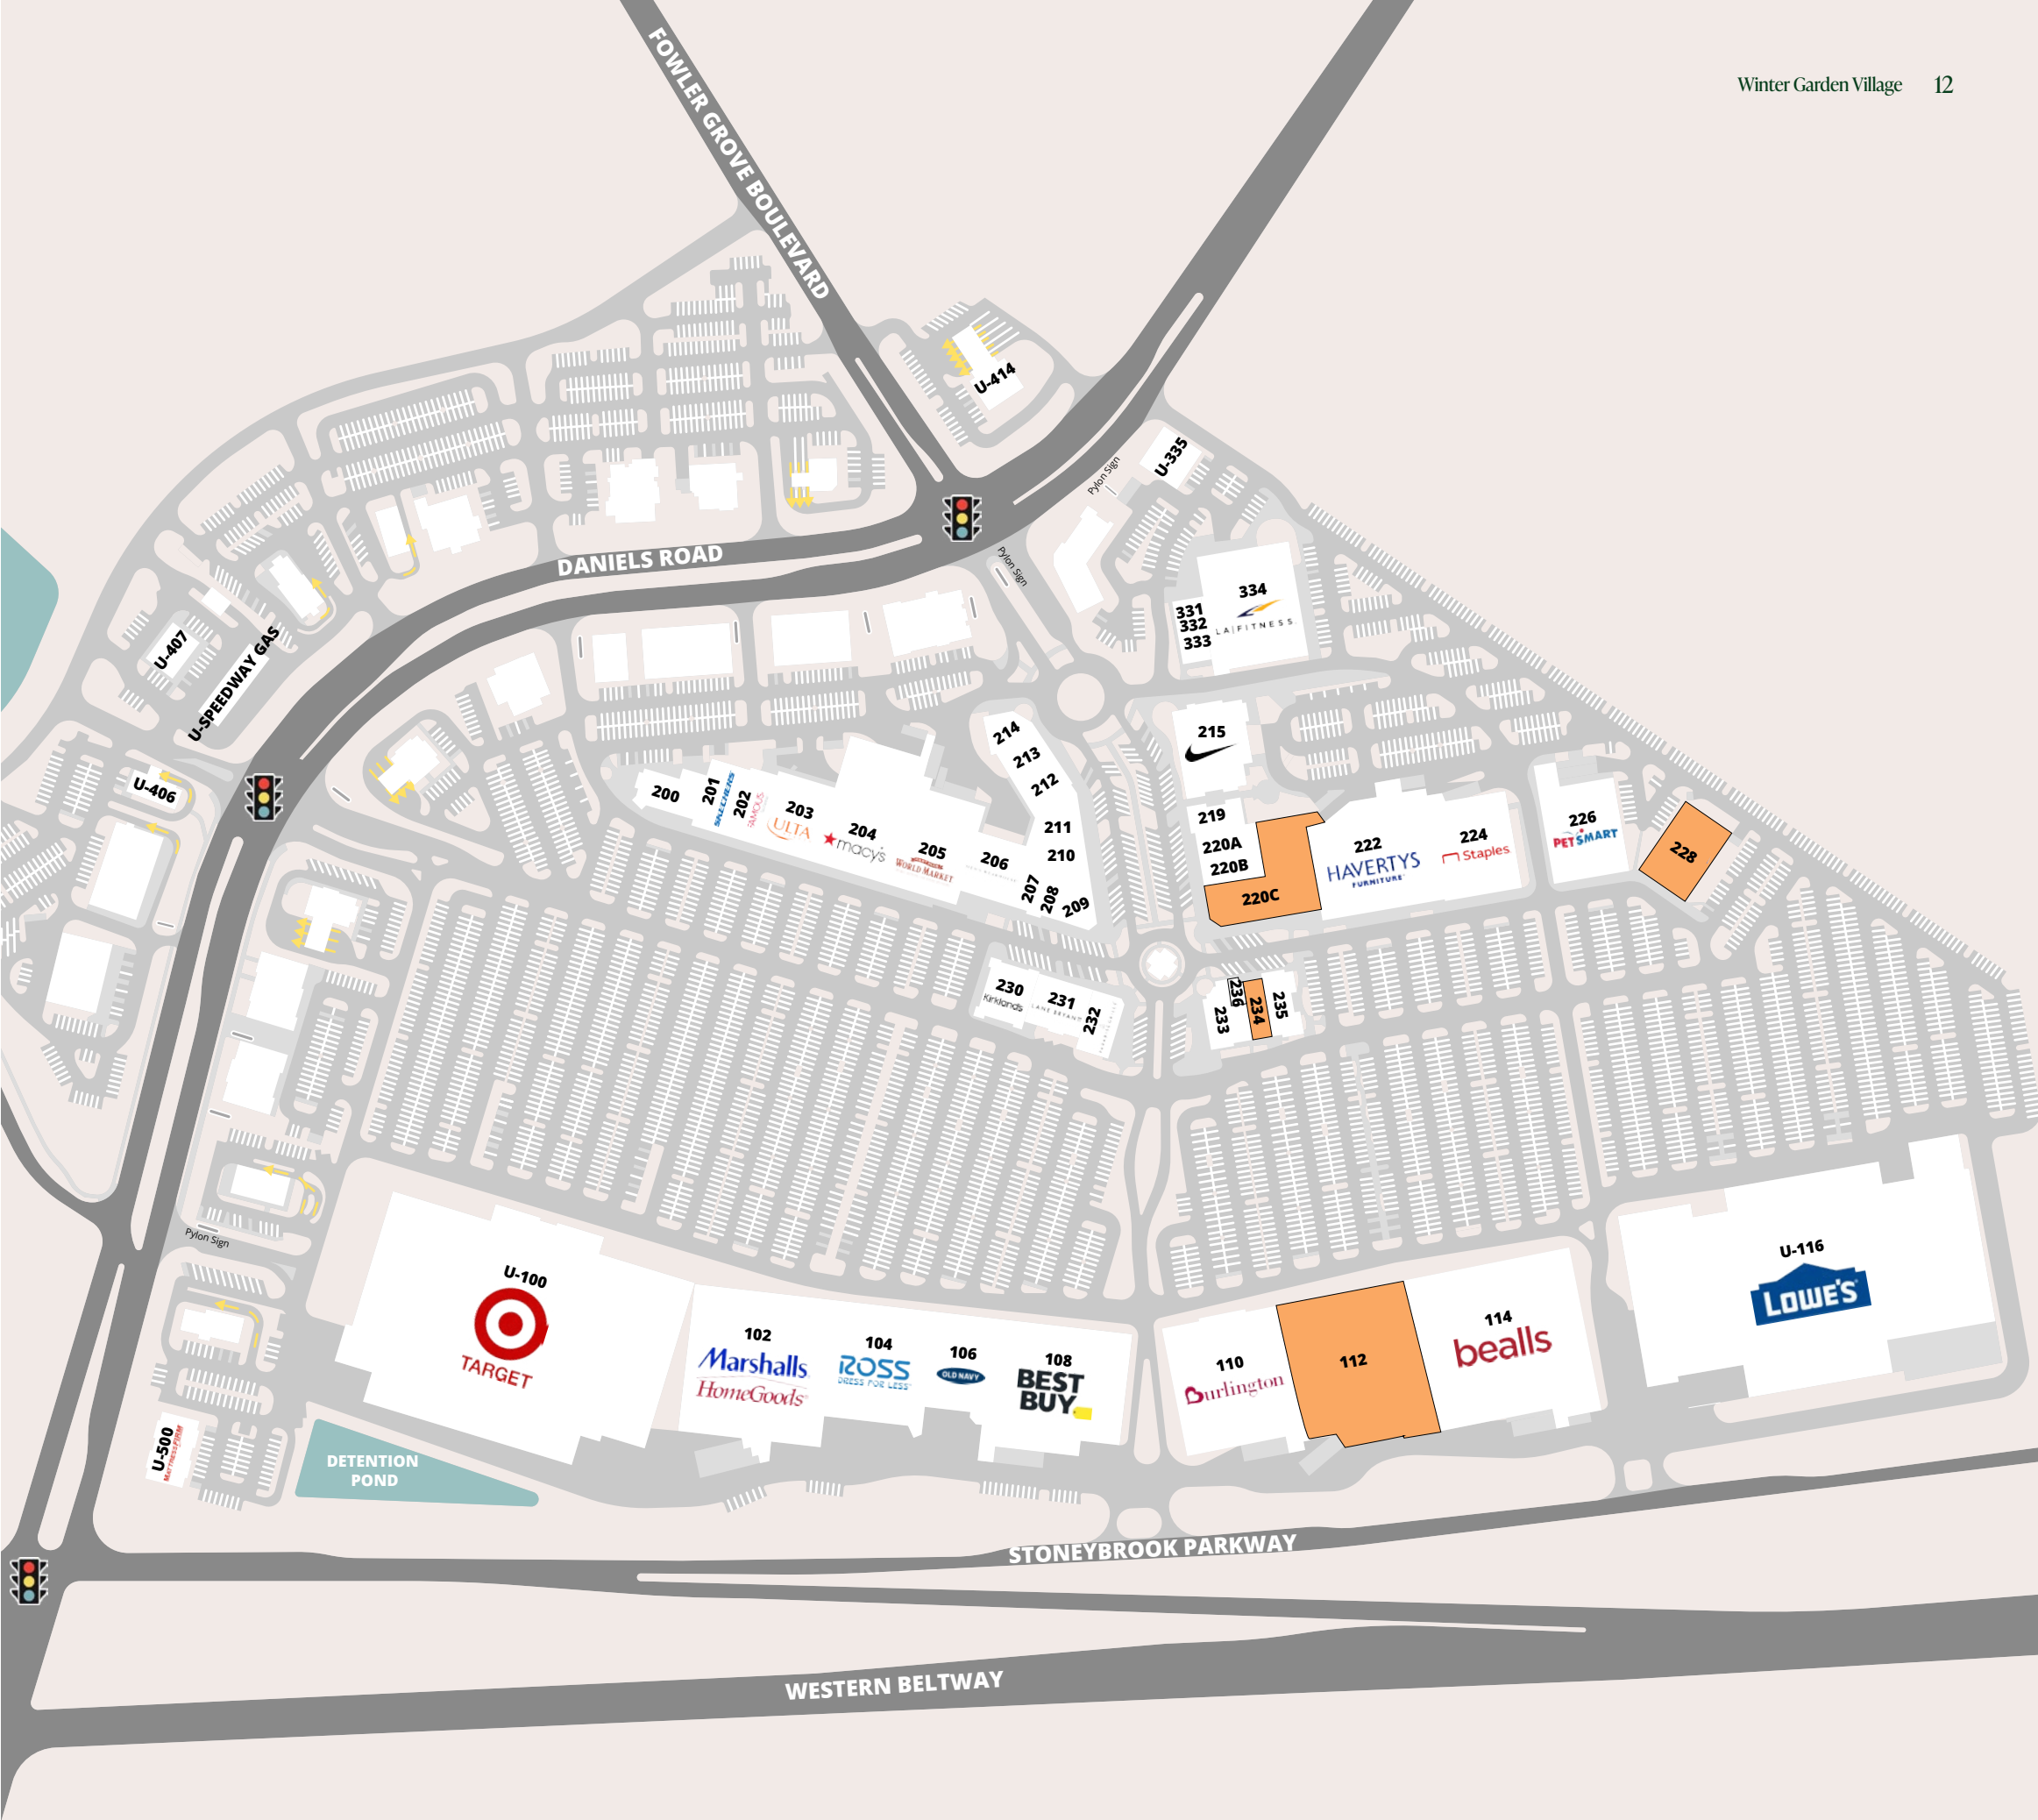 Winter Garden Village 12
FOWLER GROVE BOULEVARD
U-414
U-335
Pylon Sign
DANIELS ROAD
Pylon Sign
334
LA|FITNESS
331
332
333
U-407
U-SPEEDWAY GAS
U-406
214
213
212
211
210
215
219
220A
220B
220C
200
201
SKECHERS
202
FAMOUS
203
ULTA
204
macy's
205
WORLD MARKET
206
207
208
209
222
HAVERTYS
FURNITURE
224
Staples
226
PETSMART
228
230
Kirklands
231
LANE BRYANT
232
233
236
234
235
Pylon Sign
U-100
TARGET
102
Marshalls
HomeGoods
104
ROSS
DRESS FOR LESS
106
OLD NAVY
108
BEST
BUY
110
Burlington
112
114
bealls
U-116
LOWE'S
U-500
MATTRESS FIRM
DETENTION
POND
STONEYBROOK PARKWAY
WESTERN BELTWAY